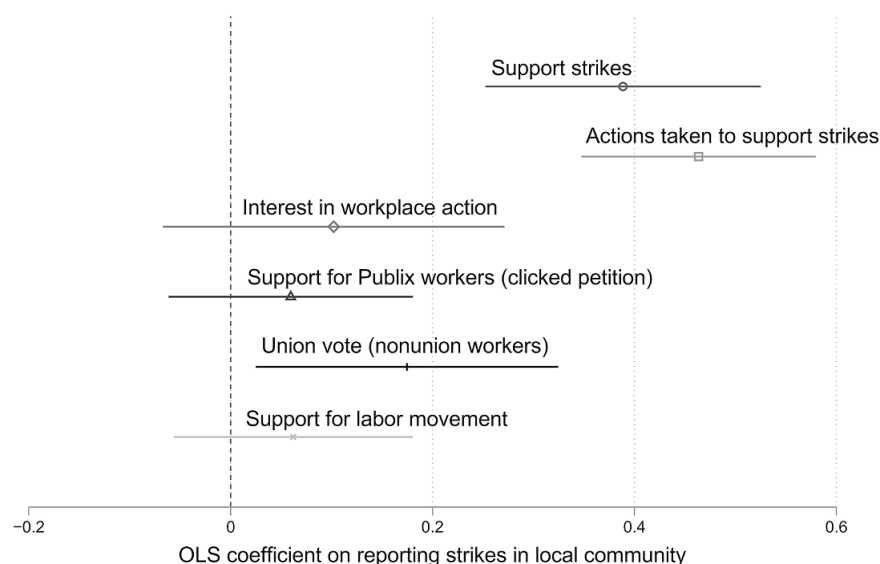 Support strikes
Actions taken to support strikes
Interest in workplace action
Support for Publix workers (clicked petition)
Union vote (nonunion workers)
Support for labor movement
−0.2 0 0.2 0.4 0.6
OLS coefficient on reporting strikes in local community